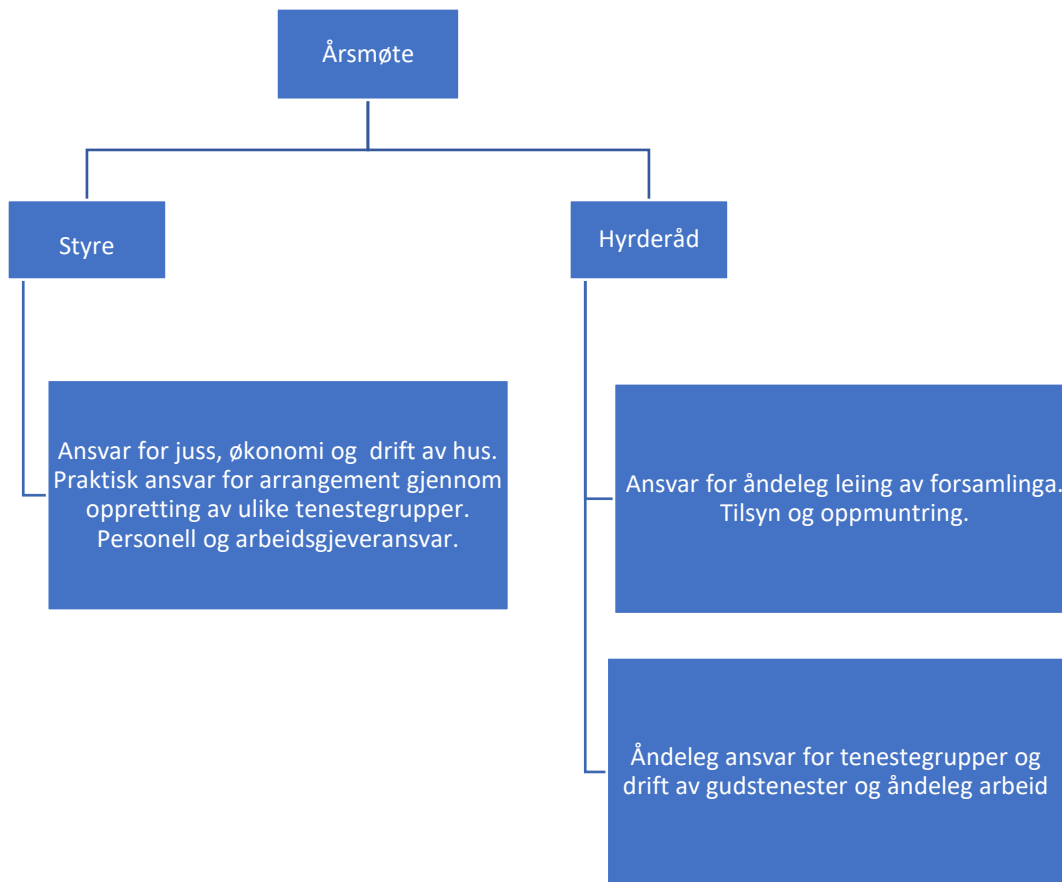 Årsmøte
Styre
Hyrderåd
Ansvar for juss, økonomi og  drift av hus.
Praktisk ansvar for arrangement gjennom
oppretting av ulike tenestegrupper.
Personell og arbeidsgjeveransvar.
Ansvar for åndeleg leiing av forsamlinga.
Tilsyn og oppmuntring.
Åndeleg ansvar for tenestegrupper og
drift av gudstenester og åndeleg arbeid